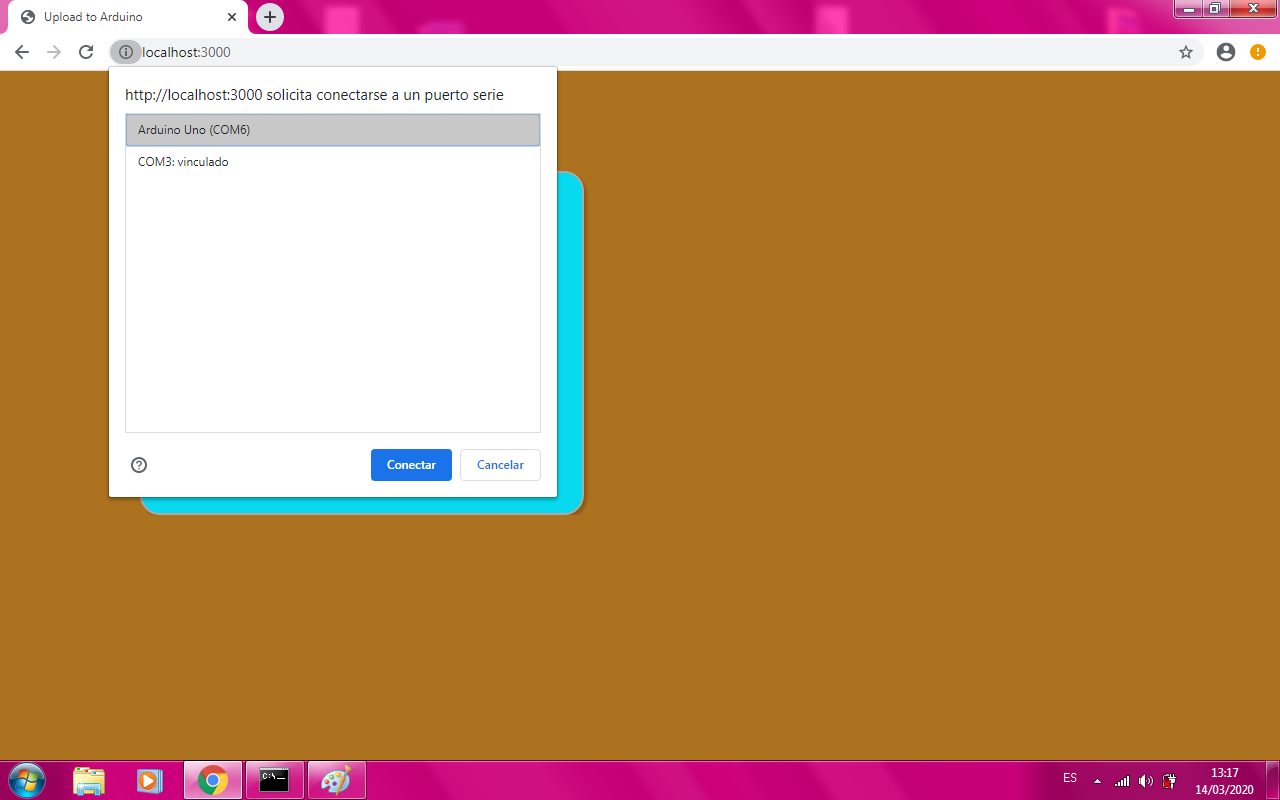 Upload to Arduino
localhost:3000
http://localhost:3000 solicita conectarse a un puerto serie
Arduino Uno (COM6)
COM3: vinculado
Conectar
Cancelar
C:\_
ES
13:17
14/03/2020